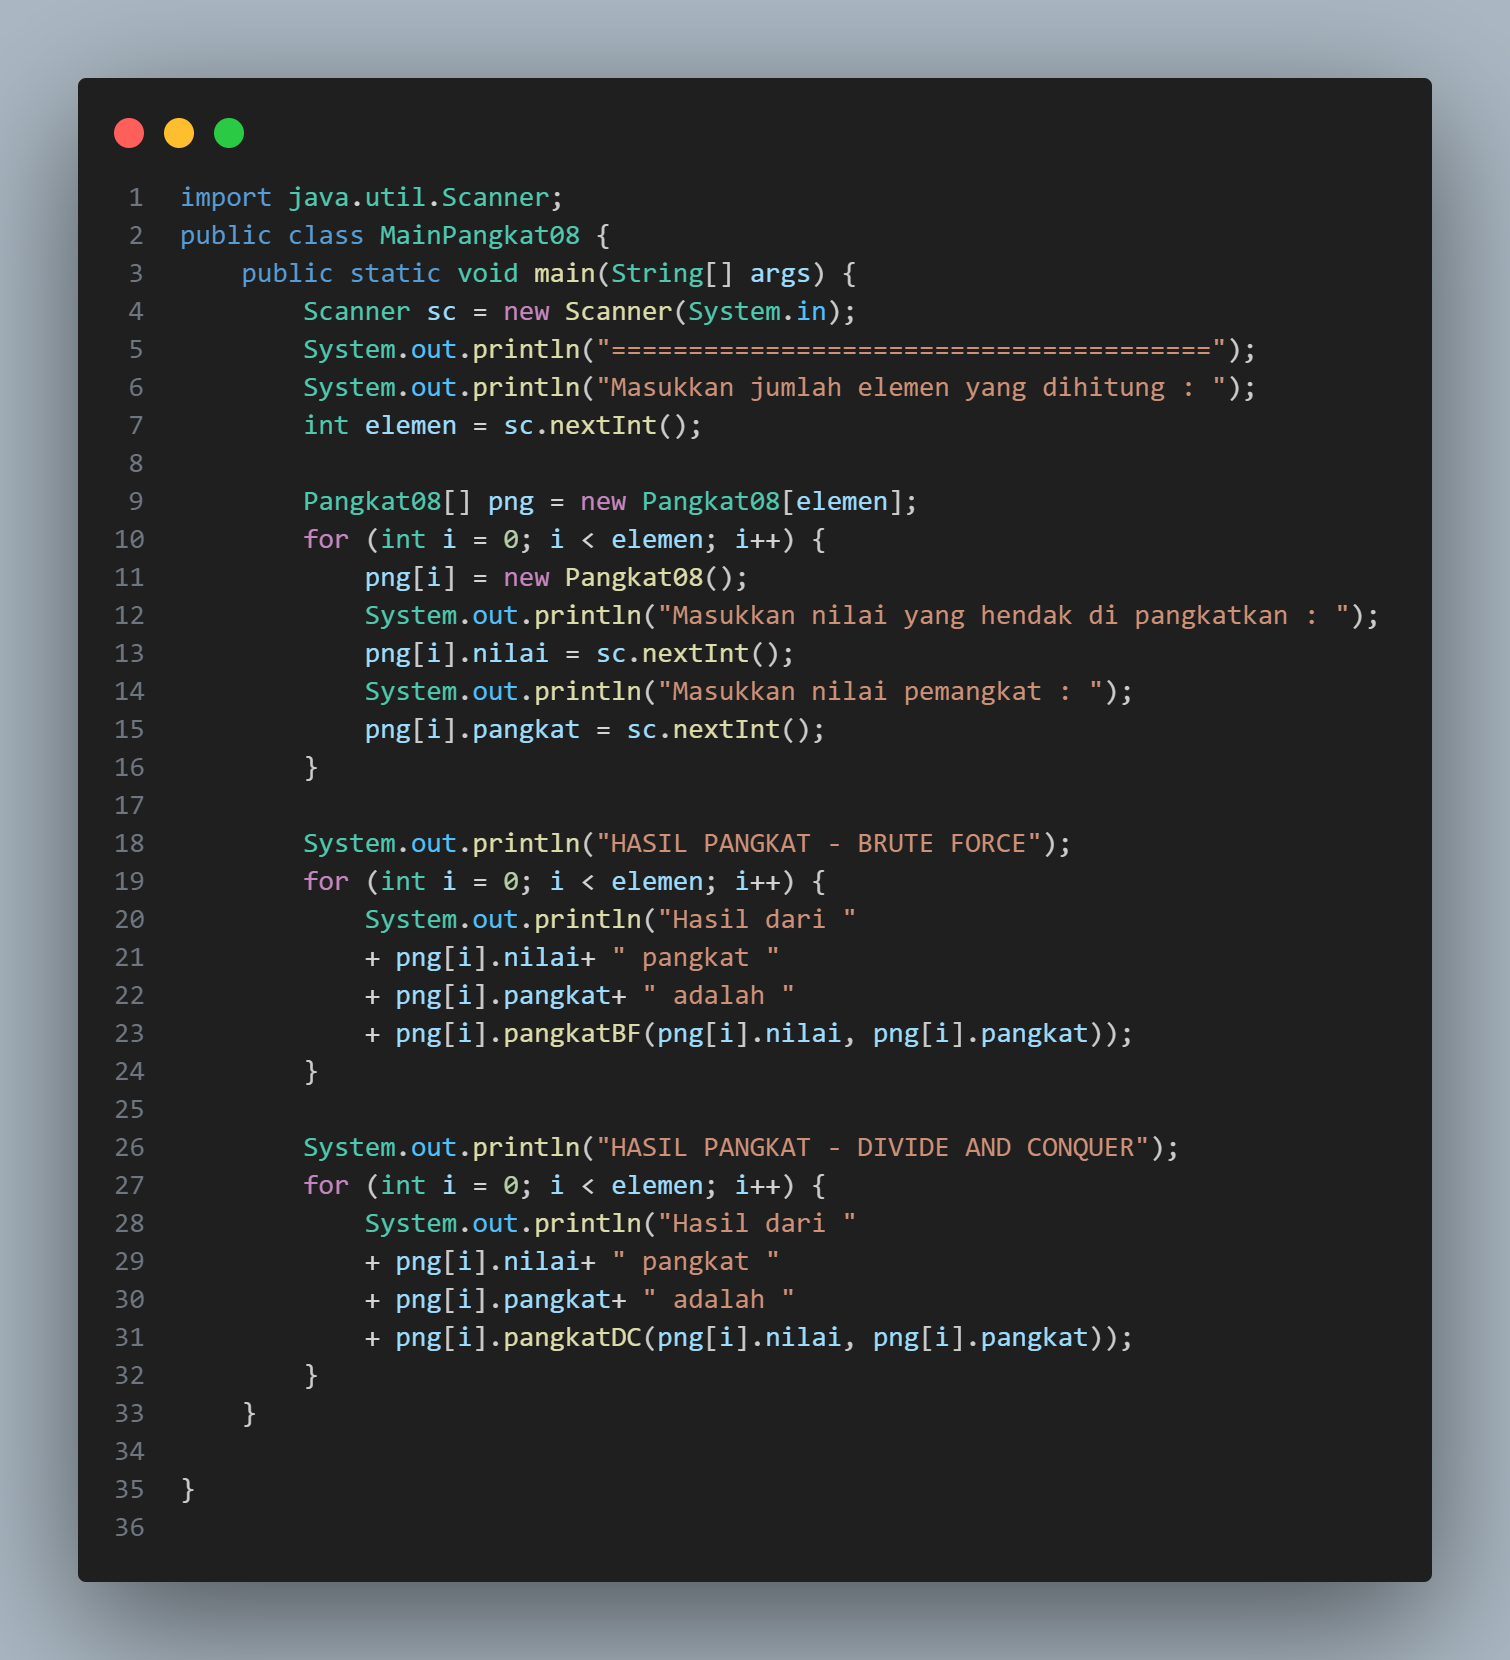 1 import java.util.Scanner;
2 public class MainPangkat08 {
3     public static void main(String[] args) {
4         Scanner sc = new Scanner(System.in);
5         System.out.println("=======================================");
6         System.out.println("Masukkan jumlah elemen yang dihitung : ");
7         int elemen = sc.nextInt();
8
9         Pangkat08[] png = new Pangkat08[elemen];
10         for (int i = 0; i < elemen; i++) {
11             png[i] = new Pangkat08();
12             System.out.println("Masukkan nilai yang hendak di pangkatkan : ");
13             png[i].nilai = sc.nextInt();
14             System.out.println("Masukkan nilai pemangkat : ");
15             png[i].pangkat = sc.nextInt();
16         }
17
18         System.out.println("HASIL PANGKAT - BRUTE FORCE");
19         for (int i = 0; i < elemen; i++) {
20             System.out.println("Hasil dari "
21             + png[i].nilai+ " pangkat "
22             + png[i].pangkat+ " adalah "
23             + png[i].pangkatBF(png[i].nilai, png[i].pangkat));
24         }
25
26         System.out.println("HASIL PANGKAT - DIVIDE AND CONQUER");
27         for (int i = 0; i < elemen; i++) {
28             System.out.println("Hasil dari "
29             + png[i].nilai+ " pangkat "
30             + png[i].pangkat+ " adalah "
31             + png[i].pangkatDC(png[i].nilai, png[i].pangkat));
32         }
33     }
34
35 }
36